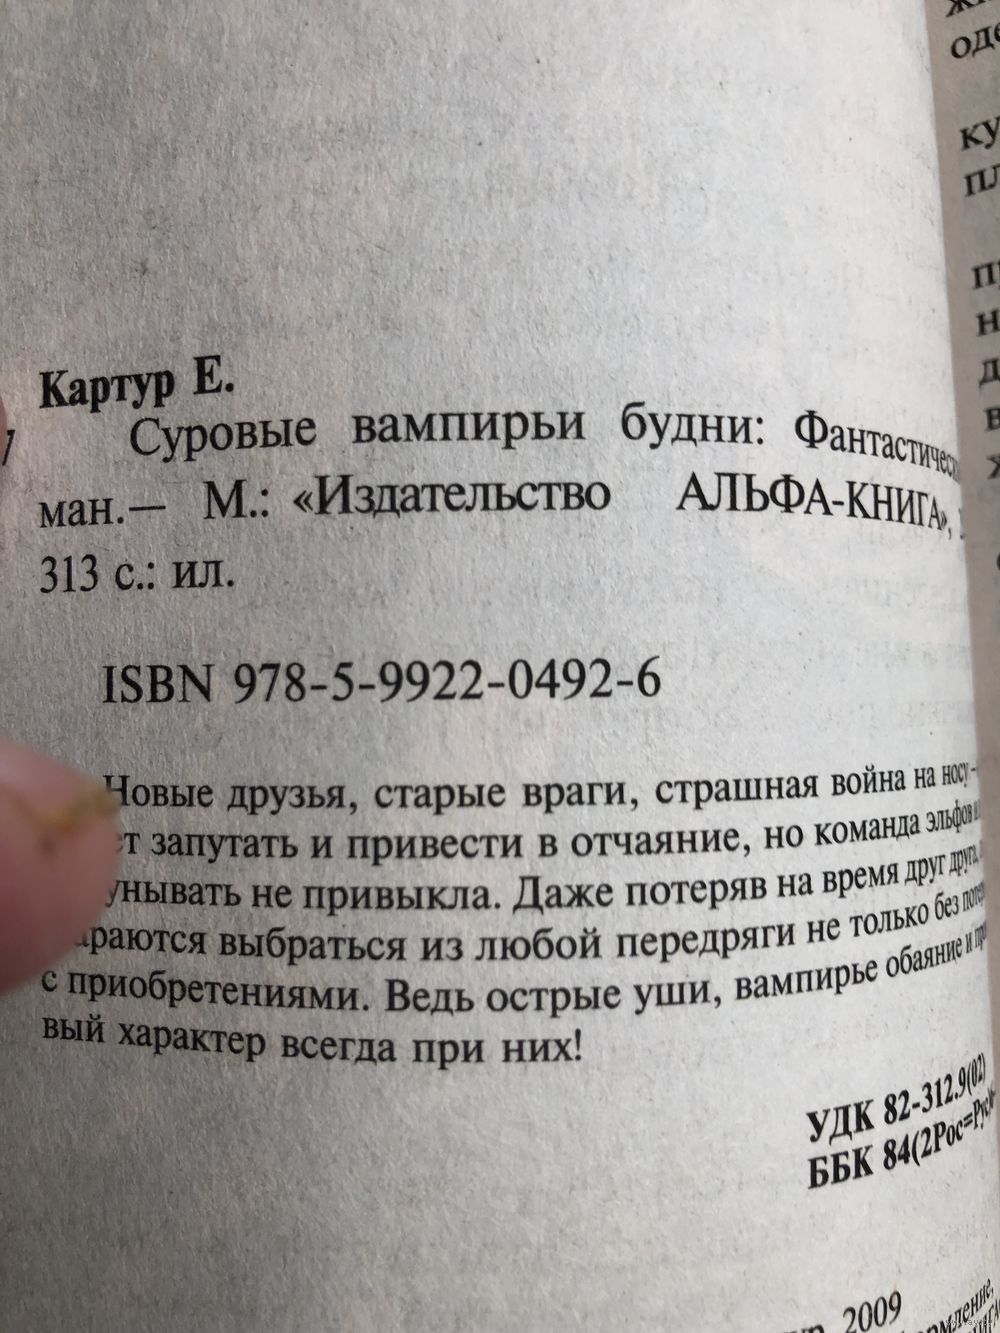 Картур Е.
Суровые вампирьи будни: Фантастичес
ман.— М.: «Издательство АЛЬФА-КНИГА»,
313 с.: ил.
ISBN 978-5-9922-0492-6
Новые друзья, старые враги, страшная война на носу –
ет запутать и привести в отчаяние, но команда эльфов
унывать не привыкла. Даже потеряв на время друг друга,
араются выбраться из любой передряги не только без
с приобретениями. Ведь острые уши, вампирье обаяние и
вый характер всегда при них!
УДК 82-312.9(02)
ББК 84(2Рос=Рус)
2009